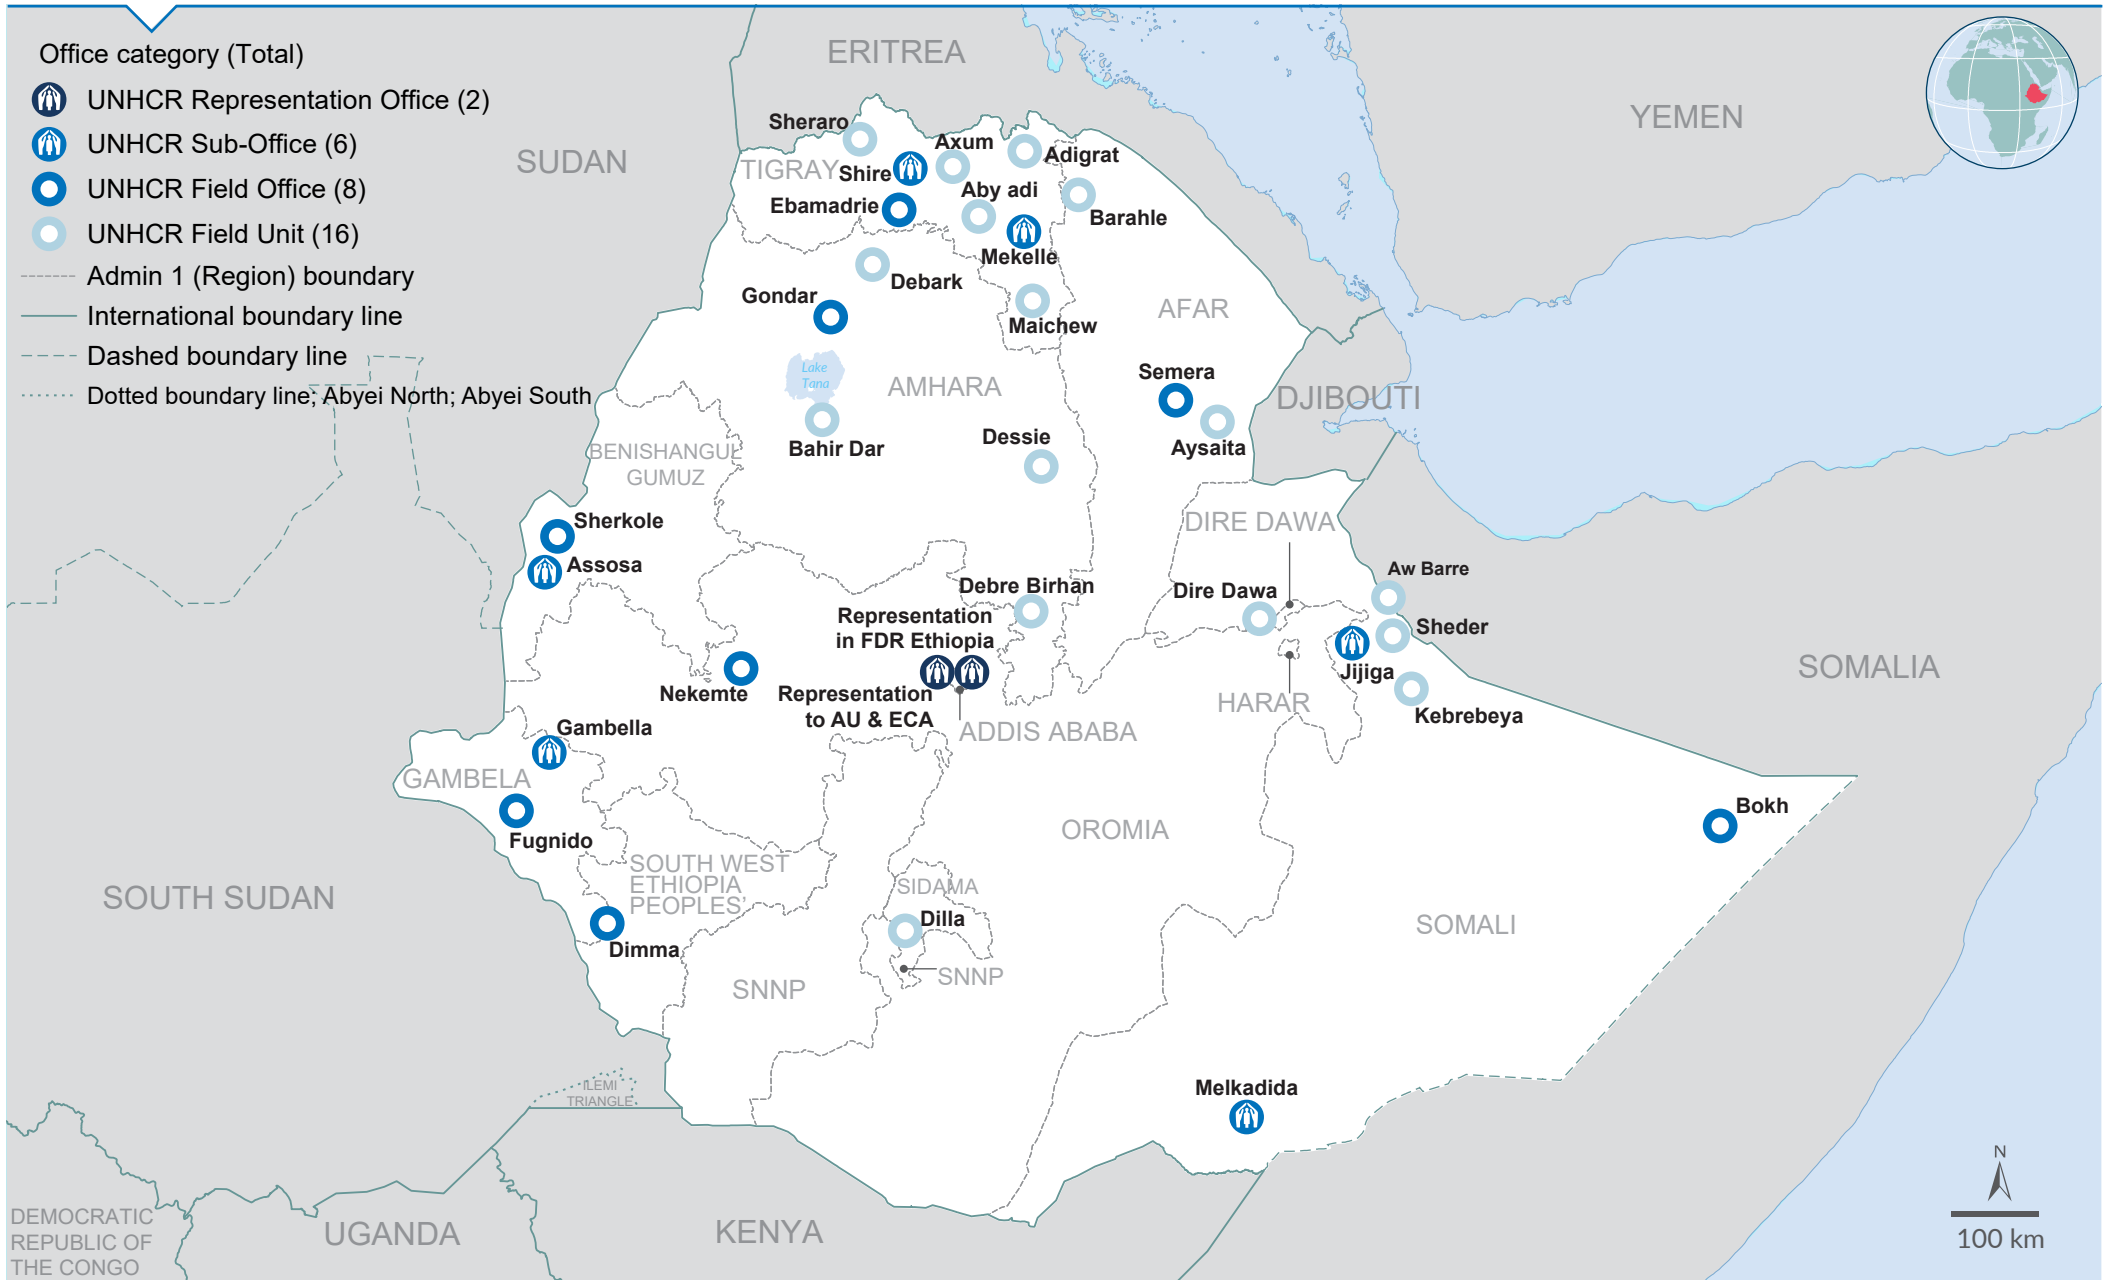 Office category (Total)
UNHCR Representation Office (2)
UNHCR Sub-Office (6)
UNHCR Field Office (8)
UNHCR Field Unit (16)
Admin 1 (Region) boundary
International boundary line
Dashed boundary line
Dotted boundary line; Abyei North; Abyei South
ERITREA
YEMEN
SUDAN
Sheraro
Axum
Adigrat
TIGRAY
Shire
Aby adi
Ebamadrie
Barahle
Mekelle
Debark
Gondar
Maichew
AFAR
Lake
Tana
AMHARA
Semera
DJIBOUTI
Bahir Dar
Dessie
Aysaita
BENISHANGUL
GUMUZ
Sherkole
Assosa
DIRE DAWA
Debre Birhan
Dire Dawa
Aw Barre
Representation
in FDR Ethiopia
Sheder
SOMALIA
Jijiga
Nekemte
Representation
to AU & ECA
HARAR
Kebrebeya
ADDIS ABABA
Gambella
GAMBELA
Fugnido
OROMIA
Bokh
SOUTH WEST
ETHIOPIA
PEOPLES'
SIDAMA
SOUTH SUDAN
Dilla
SOMALI
Dimma
SNNP
SNNP
ILEMI
TRIANGLE
Melkadida
DEMOCRATIC
REPUBLIC OF
THE CONGO
UGANDA
KENYA
N
100 km